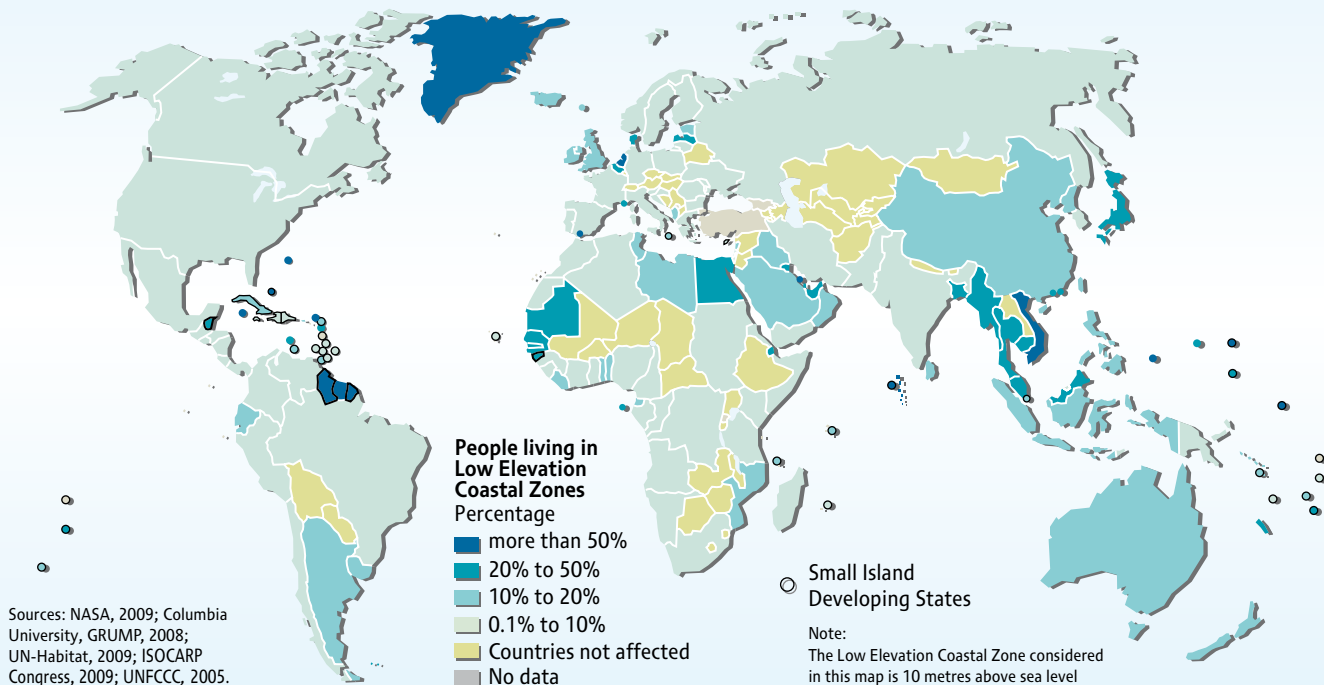 People living in
Low Elevation
Coastal Zones
Percentage
more than 50%
20% to 50%
10% to 20%
0.1% to 10%
Countries not affected
No data
Small Island
Developing States
Note:
The Low Elevation Coastal Zone considered
in this map is 10 metres above sea level
Sources: NASA, 2009; Columbia
University, GRUMP, 2008;
UN-Habitat, 2009; ISOCARP
Congress, 2009; UNFCCC, 2005.